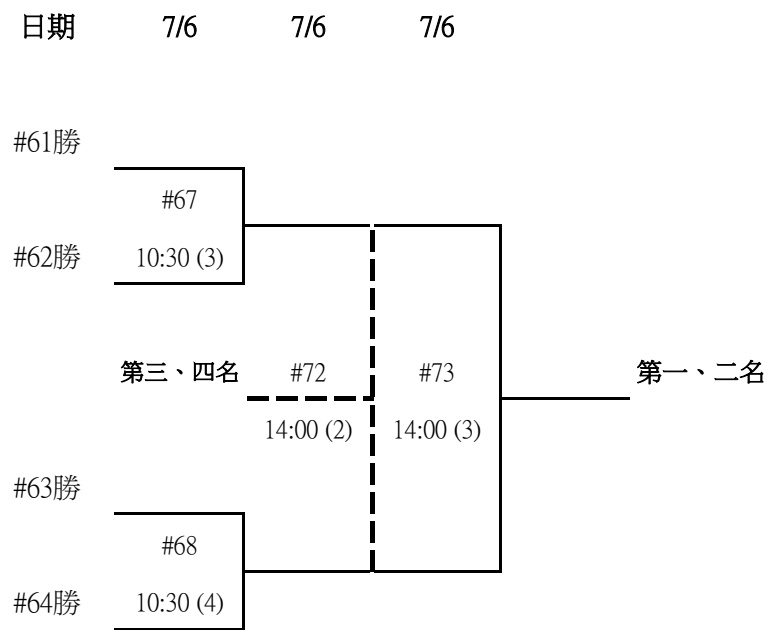 日期 7/6 7/6 7/6
#61勝
#67
#62勝 10:30 (3)
第三、四名 #72 #73 第一、二名
14:00 (2) 14:00 (3)
#63勝
#68
#64勝 10:30 (4)